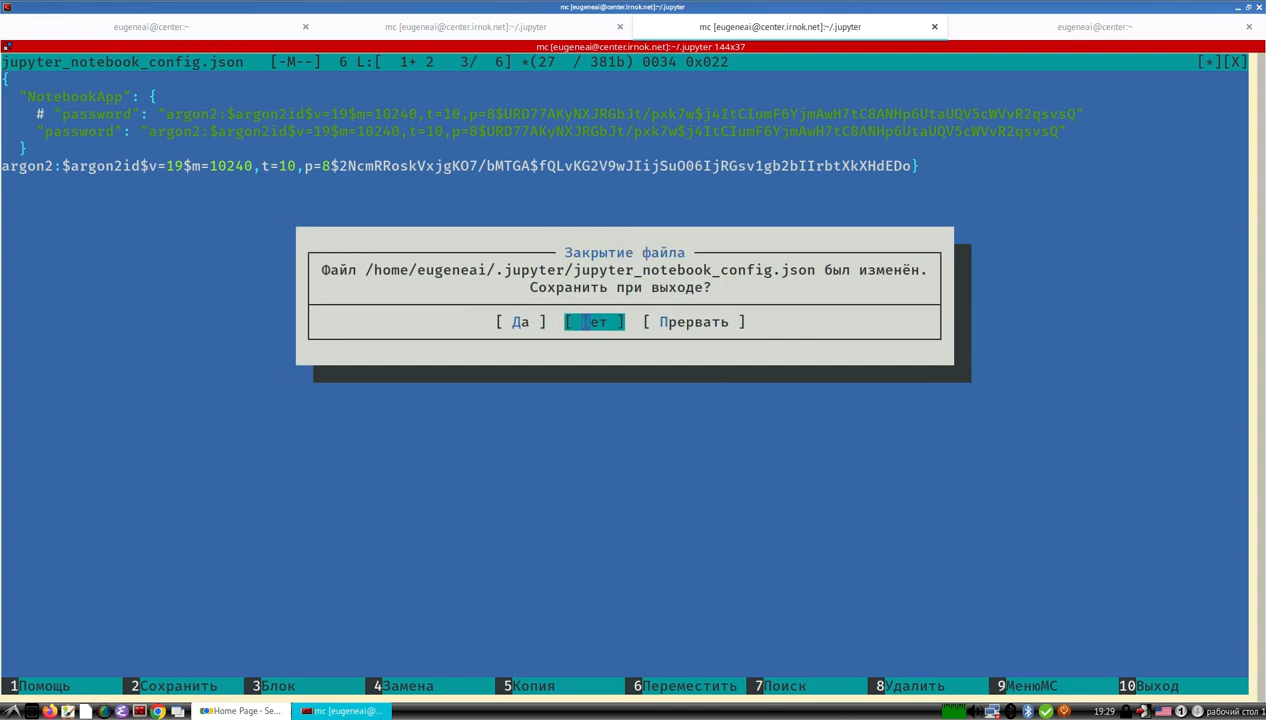 mc [eugeneai@center.irnok.net]:~/.jupyter
eugeneai@center:~
mc [eugeneai@center.irnok.net]:~/.jupyter
mc [eugeneai@center.irnok.net]:~/.jupyter
eugeneai@center:~
mc [eugeneai@center.irnok.net]:~/.jupyter 144x37
jupyter_notebook_config.json [-M--] 6 L:[ 1+ 2 3/ 6] *(27 / 381b) 0034 0x022 [*][X]
{
"NotebookApp": {
# "password": "argon2:$argon2id$v=19$m=10240,t=10,p=8$URD77AKyNXJRGbJt/pxk7w$j4ItCIumF6YjmAwH7tC8ANHp6UtaUQV5cWVvR2qsvsQ"
"password": "argon2:$argon2id$v=19$m=10240,t=10,p=8$URD77AKyNXJRGbJt/pxk7w$j4ItCIumF6YjmAwH7tC8ANHp6UtaUQV5cWVvR2qsvsQ"
}
argon2:$argon2id$v=19$m=10240,t=10,p=8$2NcmRRoskVxjgKO7/bMTGA$fQLvKG2V9wJIijSuO06IjRGsv1gb2bIIrbtXkXHdEDo}
Закрытие файла
Файл /home/eugeneai/.jupyter/jupyter_notebook_config.json был изменён.
Сохранить при выходе?
[ Да ] [ Нет ] [ Прервать ]
1Помощь 2Сохранить 3Блок 4Замена 5Копия 6Переместить 7Поиск 8Удалить 9МенюMC 10Выход
Home Page - Se...
mc [eugeneai@...
1
19:29
1
рабочий стол 1